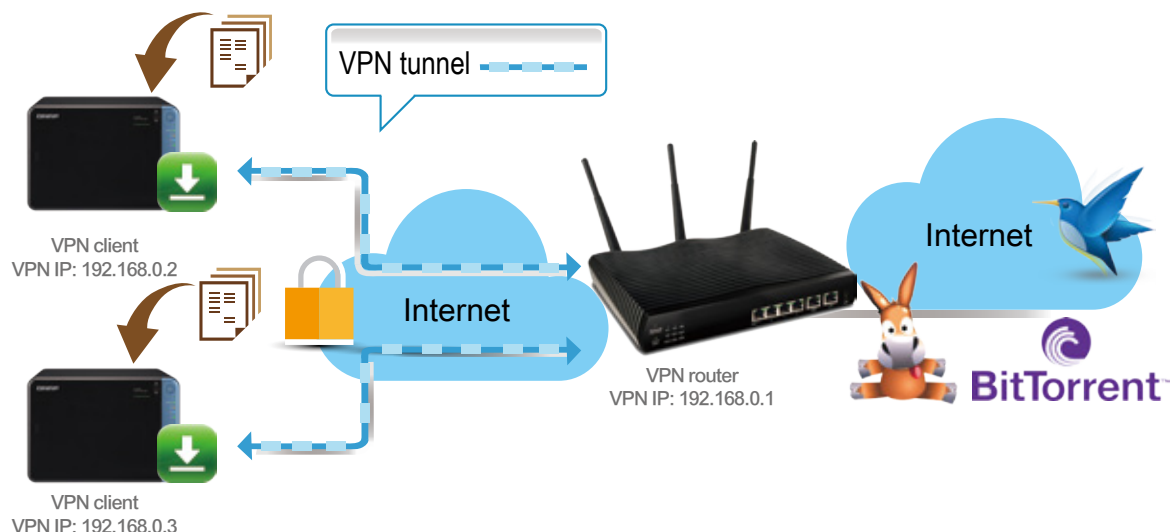 VPN tunnel
VPN client
VPN IP: 192.168.0.2
Internet
Internet
VPN router
VPN IP: 192.168.0.1
BitTorrent
VPN client
VPN IP: 192.168.0.3